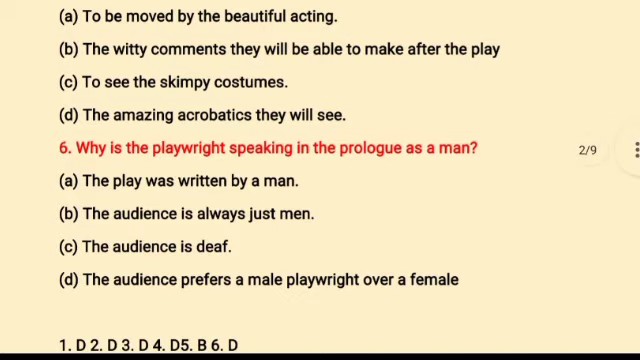 (a) To be moved by the beautiful acting.
(b) The witty comments they will be able to make after the play
(c) To see the skimpy costumes.
(d) The amazing acrobatics they will see.
6. Why is the playwright speaking in the prologue as a man?
2/9
(a) The play was written by a man.
(b) The audience is always just men.
(c) The audience is deaf.
(d) The audience prefers a male playwright over a female
1. D 2. D 3. D 4. D5. B 6. D